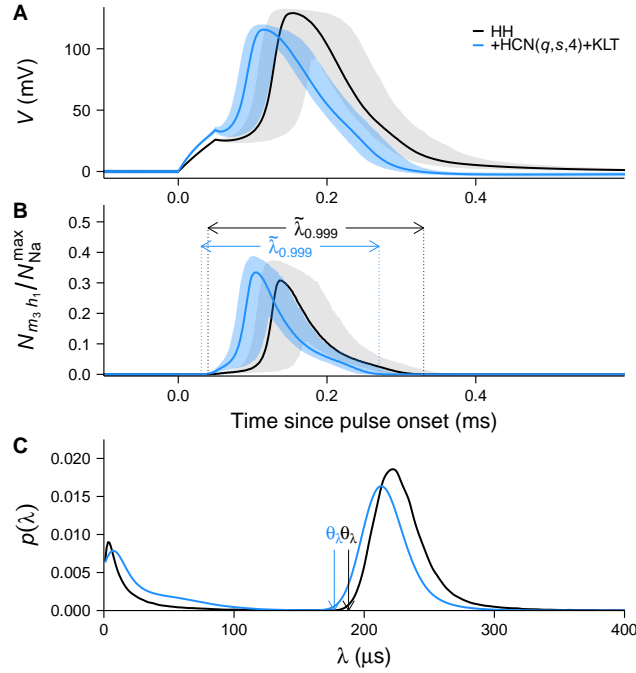 A
HH
+HCN(q,s,4)+KLT
V (mV)
100
50
0
0.0 0.2 0.4
B
λ̃0.999
λ̃0.999
N_{m3h1}/N_{Na}^{max}
0.5
0.4
0.3
0.2
0.1
0.0
0.0 0.2 0.4
Time since pulse onset (ms)
C
p(λ)
0.020
0.015
0.010
0.005
0.000
θλ θλ
0 100 200 300 400
λ (μs)